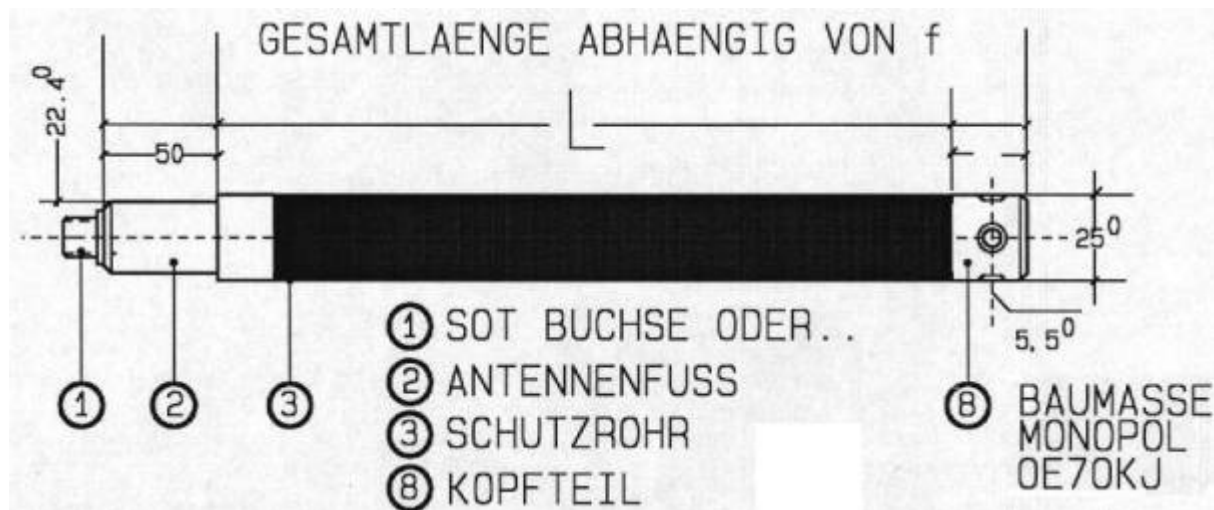 GESAMTLAENGE ABHAENGIG VON f
22.4⁰
50
L
25⁰
5,5⁰
① SOT BUCHSE ODER..
② ANTENNENFUSS
③ SCHUTZROHR
⑧ KOPFTEIL
① ② ③ ⑧
BAUMASSE
MONOPOL
OE7OKJ